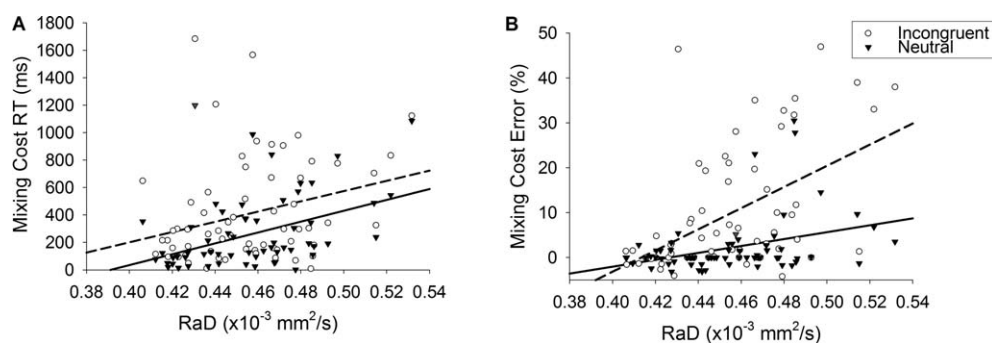 A
Mixing Cost RT (ms)
1800
1600
1400
1200
1000
800
600
400
200
0
0.38 0.40 0.42 0.44 0.46 0.48 0.50 0.52 0.54
RaD (x10⁻³ mm²/s)
B
Mixing Cost Error (%)
50
40
30
20
10
0
0.38 0.40 0.42 0.44 0.46 0.48 0.50 0.52 0.54
RaD (x10⁻³ mm²/s)
Incongruent
Neutral